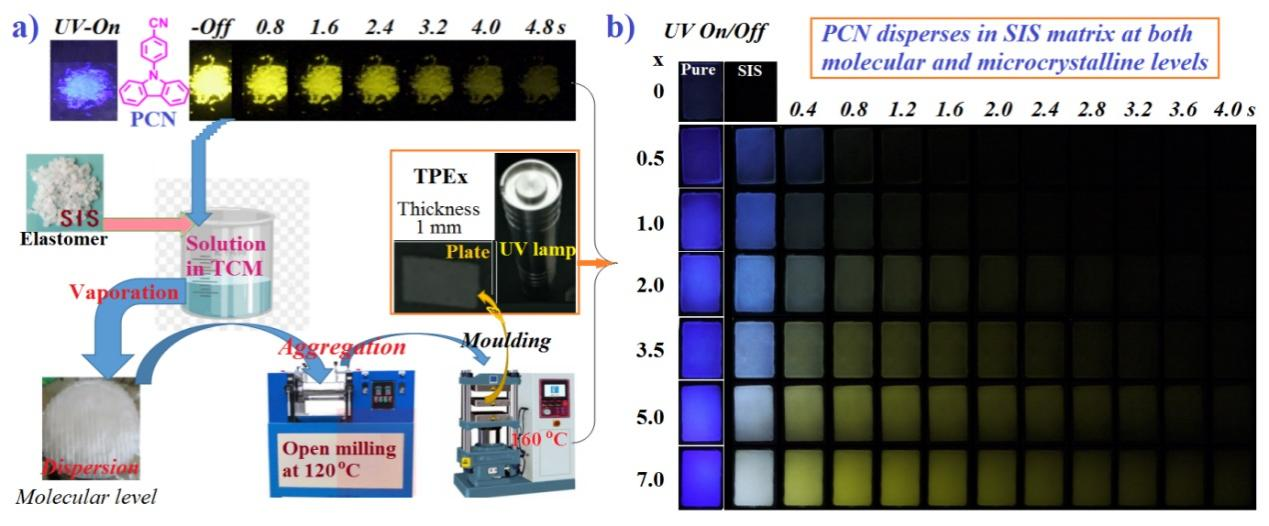 a)
UV-On
-Off 0.8 1.6 2.4 3.2 4.0 4.8 s
CN
N
PCN
SIS
Elastomer
Solution
in TCM
Vaporation
Dispersion
Molecular level
Aggregation
Open milling
at 120 °C
Moulding
160 °C
TPEx
Thickness
1 mm
Plate
UV lamp
b)
UV On/Off
PCN disperses in SIS matrix at both
molecular and microcrystalline levels
x
Pure SIS
0
0.4 0.8 1.2 1.6 2.0 2.4 2.8 3.2 3.6 4.0 s
0.5
1.0
2.0
3.5
5.0
7.0